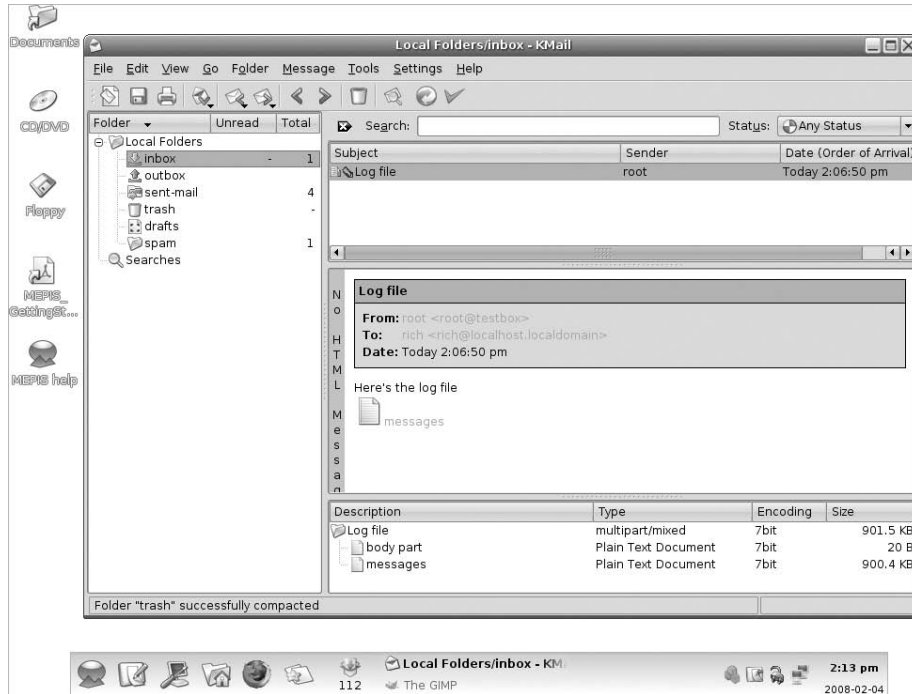 Documents
CD/DVD
Floppy
MEPIS_
GettingSt...
MEPIS help
Local Folders/inbox - KMail
File Edit View Go Folder Message Tools Settings Help
Folder Unread Total
Local Folders
inbox - 1
outbox
sent-mail 4
trash -
drafts
spam 1
Searches
Search: Status: Any Status
Subject Sender Date (Order of Arrival)
Log file root Today 2:06:50 pm
No HTML Messag
Log file
From: root <root@testbox>
To: rich <rich@localhost.localdomain>
Date: Today 2:06:50 pm
Here's the log file
messages
Description Type Encoding Size
Log file multipart/mixed 7bit 901.5 KB
body part Plain Text Document 7bit 20 B
messages Plain Text Document 7bit 900.4 KB
Folder "trash" successfully compacted
112
Local Folders/inbox - KM
The GIMP
2:13 pm
2008-02-04